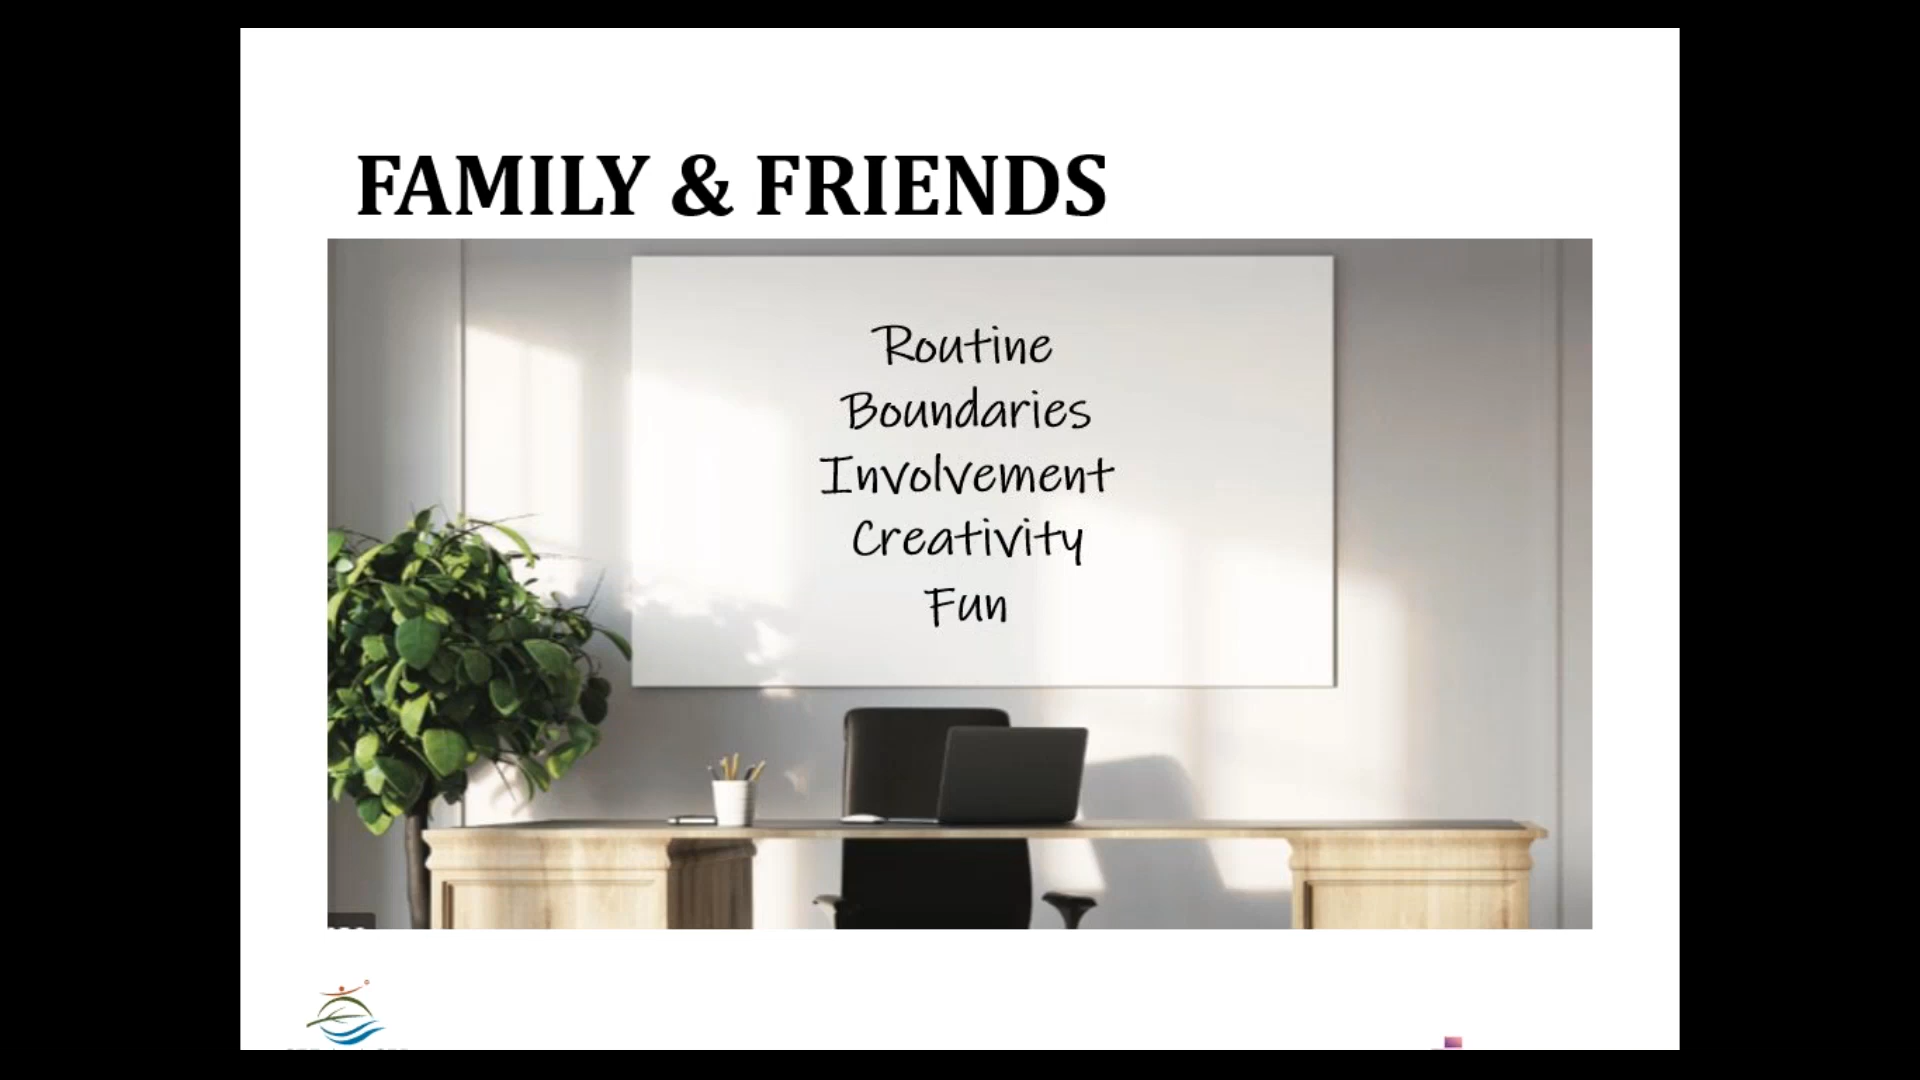 FAMILY & FRIENDS
Routine
Boundaries
Involvement
Creativity
Fun